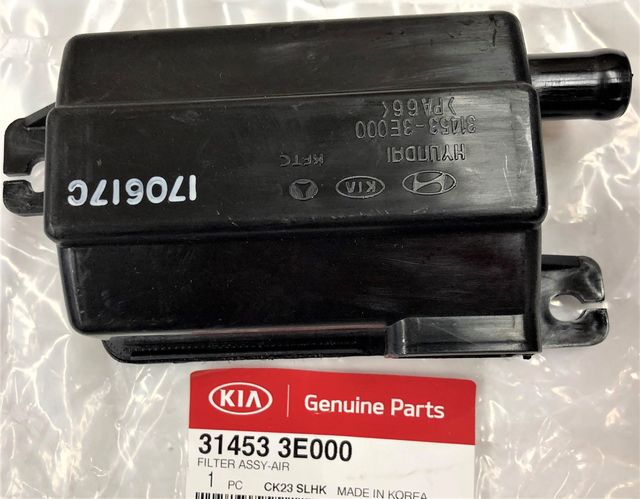 >PA66<
31453-3E000
HYUNDAI
KFTC
KIA
170617C
KIA Genuine Parts
31453 3E000
FILTER ASSY-AIR
1 PC CK23 SLHK MADE IN KOREA